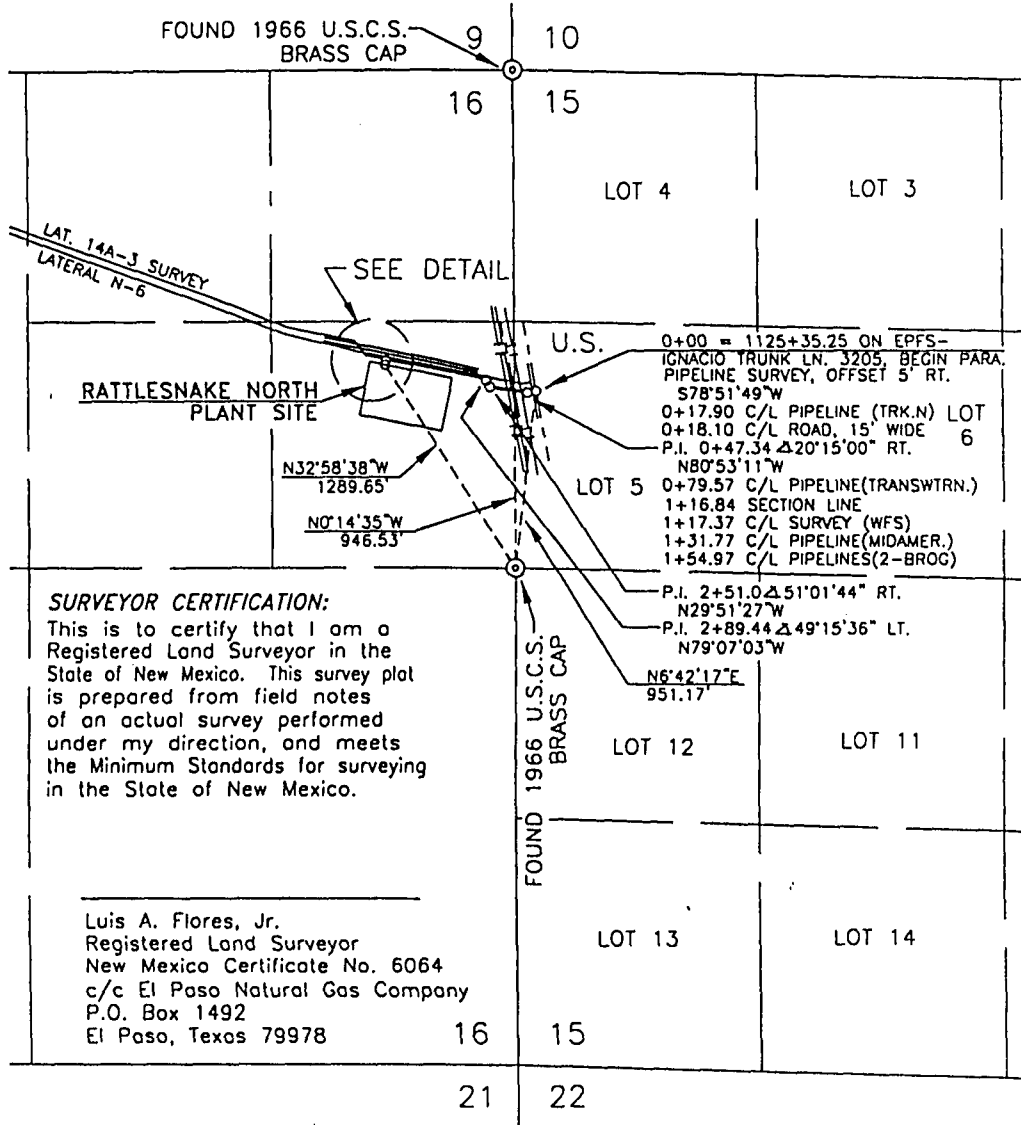 FOUND 1966 U.S.C.S.
BRASS CAP
9 10
16 15
LOT 4
LOT 3
LAT. 14A-3 SURVEY
LATERAL N-6
SEE DETAIL
U.S.
RATTLESNAKE NORTH
PLANT SITE
0+00 = 1125+35.25 ON EPFS-
IGNACIO TRUNK LN. 3205, BEGIN PARA.
PIPELINE SURVEY, OFFSET 5' RT.
S78°51'49"W
0+17.90 C/L PIPELINE (TRK.N)
0+18.10 C/L ROAD, 15' WIDE
P.I. 0+47.34 Δ20°15'00" RT.
N80°53'11"W
0+79.57 C/L PIPELINE(TRANSWTRN.)
1+16.84 SECTION LINE
1+17.37 C/L SURVEY (WFS)
1+31.77 C/L PIPELINE(MIDAMER.)
1+54.97 C/L PIPELINES(2-BROG)
LOT
6
LOT 5
N32°58'38"W
1289.65'
N0°14'35"W
946.53'
P.I. 2+51.0 Δ51°01'44" RT.
N29°51'27"W
P.I. 2+89.44 Δ49°15'36" LT.
N79°07'03"W
N6°42'17"E
951.17'
FOUND 1966 U.S.C.S.
BRASS CAP
SURVEYOR CERTIFICATION:
This is to certify that I am a
Registered Land Surveyor in the
State of New Mexico. This survey plat
is prepared from field notes
of an actual survey performed
under my direction, and meets
the Minimum Standards for surveying
in the State of New Mexico.
LOT 12
LOT 11
Luis A. Flores, Jr.
Registered Land Surveyor
New Mexico Certificate No. 6064
c/c El Paso Natural Gas Company
P.O. Box 1492
El Paso, Texas 79978
LOT 13
LOT 14
16 15
21 22